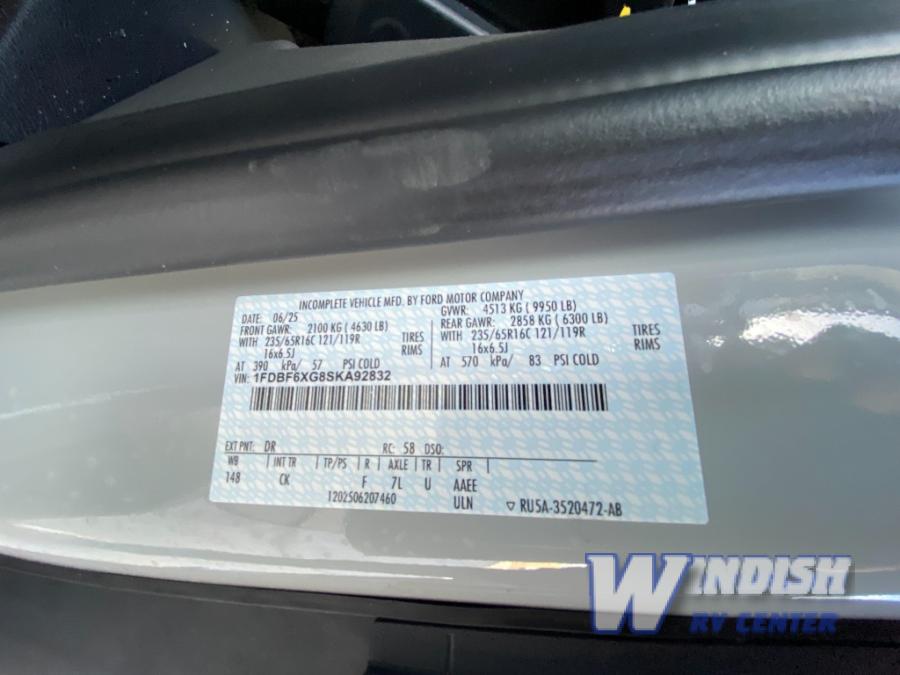 INCOMPLETE VEHICLE MFD. BY FORD MOTOR COMPANY
DATE: 06/25 GVWR: 4513 KG ( 9950 LB)
FRONT GAWR: 2100 KG ( 4630 LB) REAR GAWR: 2858 KG ( 6300 LB)
WITH 235/65R16C 121/119R TIRES WITH 235/65R16C 121/119R TIRES
16x6.5J RIMS 16x6.5J RIMS
AT 390 kPa/ 57 PSI COLD AT 570 kPa/ 83 PSI COLD
VIN: 1FDBF6XG8SKA92832
EXT PNT: DR RC: 58 DSO:
WB INT TR TP/PS R AXLE TR SPR
148 CK F 7L U AAEE
1202506207460 ULN ▽ RU5A-3520472-AB
WINDISH
RV CENTER